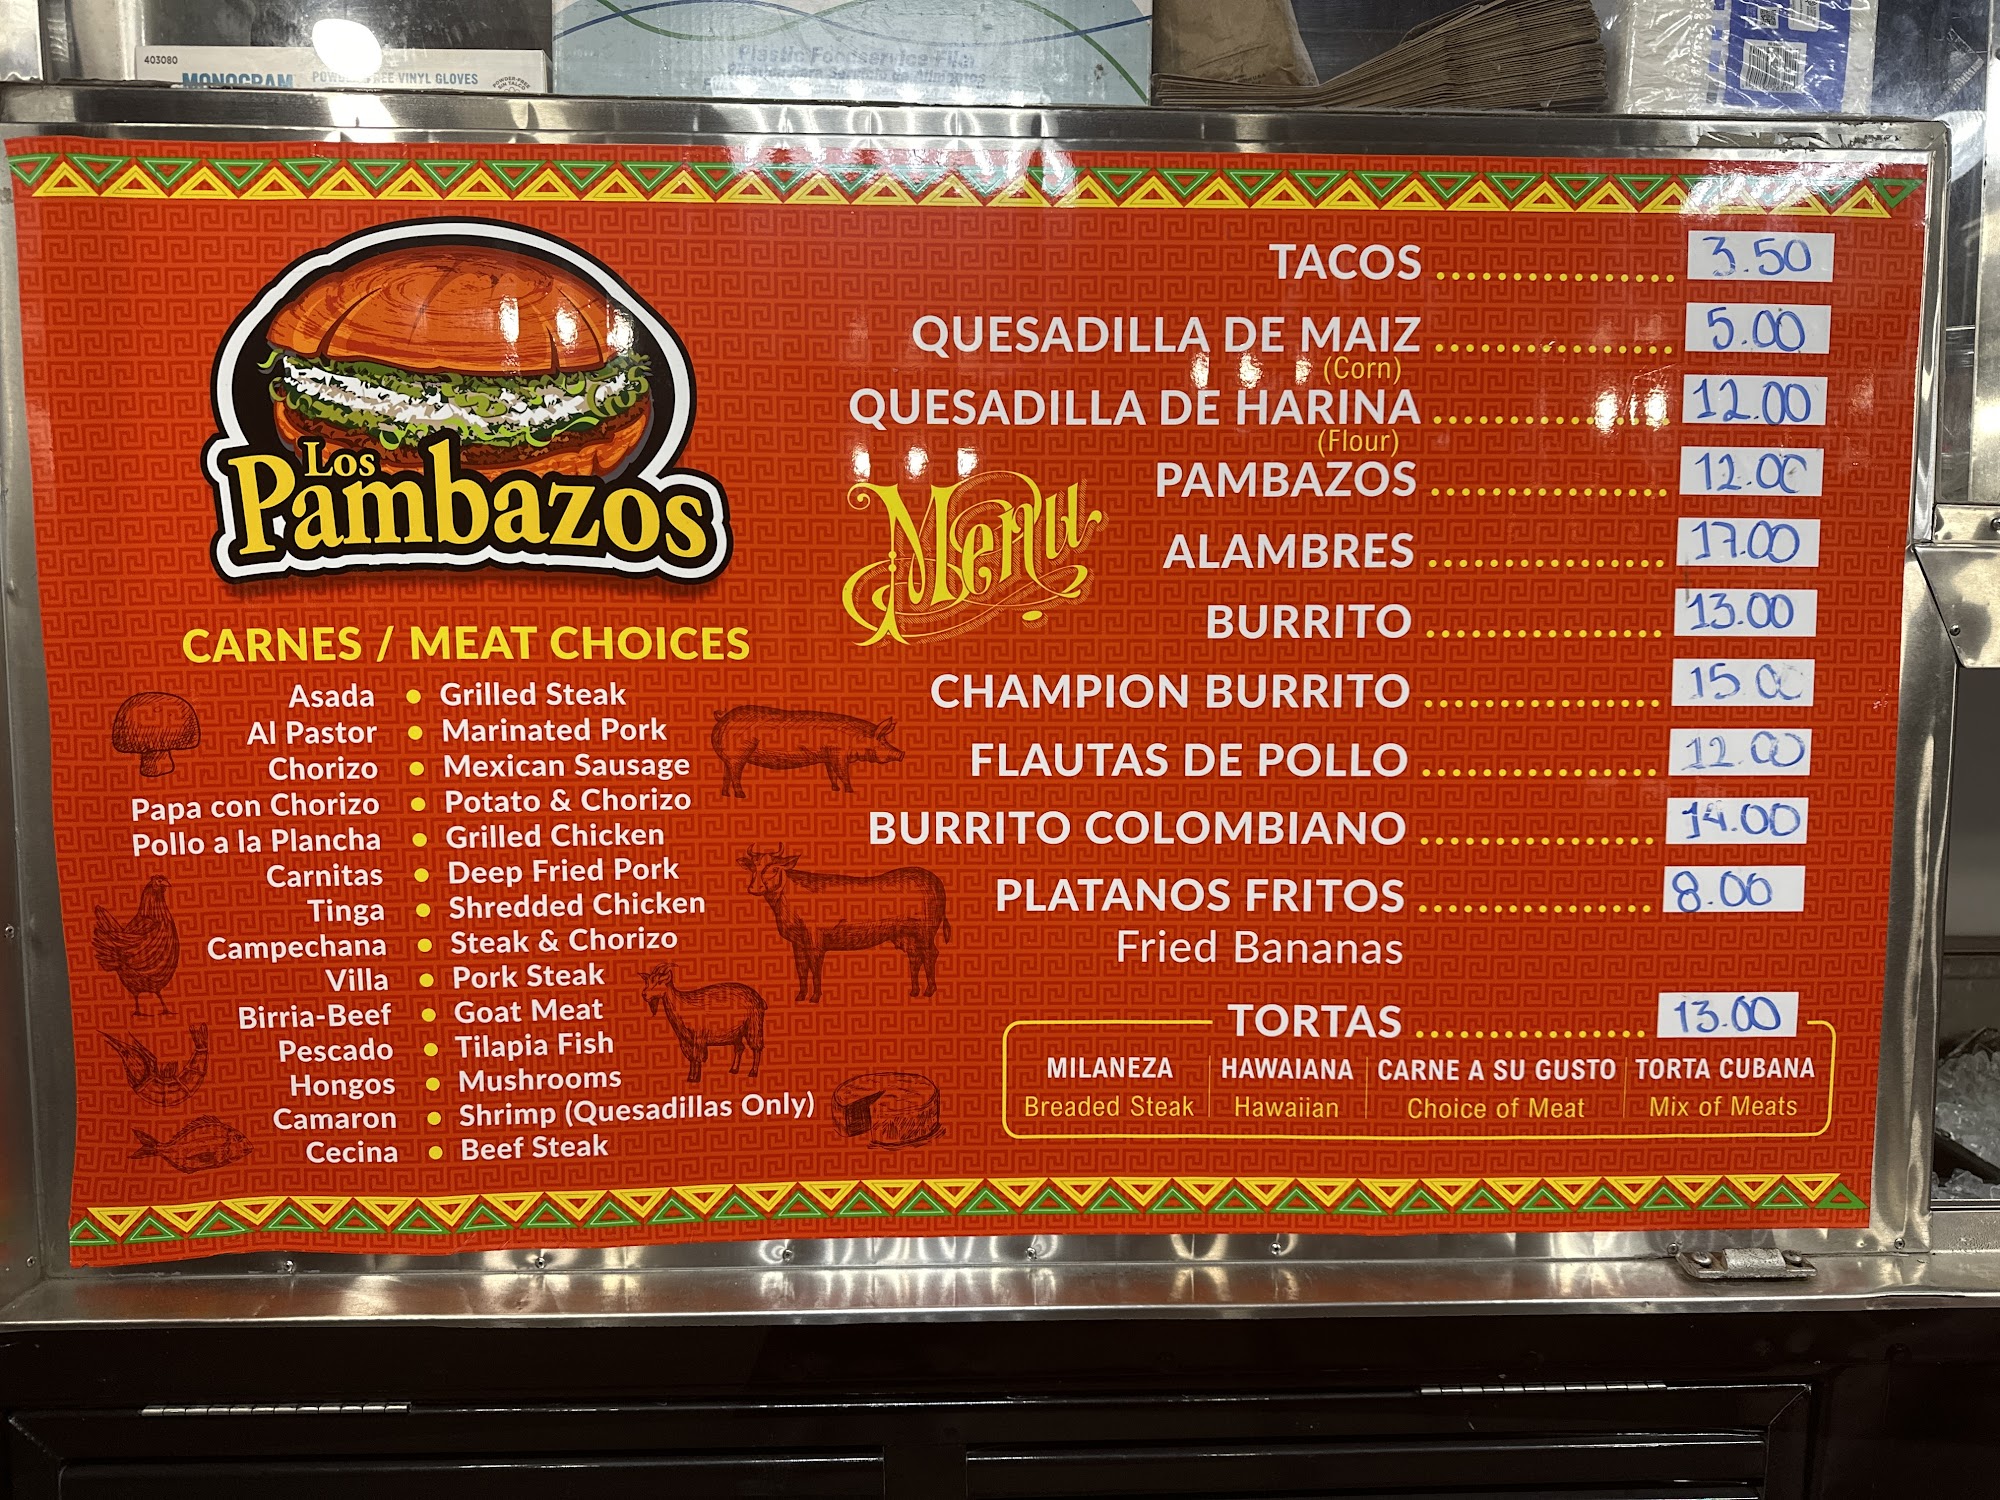 403080
MONOGRAM
VINYL GLOVES
Plastic Foodservice Film
LOS
Pambazos
CARNES / MEAT CHOICES
Asada • Grilled Steak
Al Pastor • Marinated Pork
Chorizo • Mexican Sausage
Papa con Chorizo • Potato & Chorizo
Pollo a la Plancha • Grilled Chicken
Carnitas • Deep Fried Pork
Tinga • Shredded Chicken
Campechana • Steak & Chorizo
Villa • Pork Steak
Birria-Beef • Goat Meat
Pescado • Tilapia Fish
Hongos • Mushrooms
Camaron • Shrimp (Quesadillas Only)
Cecina • Beef Steak
Menu
TACOS ............... 3.50
QUESADILLA DE MAIZ ............... 5.00
(Corn)
QUESADILLA DE HARINA ............... 12.00
(Flour)
PAMBAZOS ............... 12.00
ALAMBRES ............... 17.00
BURRITO ............... 13.00
CHAMPION BURRITO ............... 15.00
FLAUTAS DE POLLO ............... 12.00
BURRITO COLOMBIANO ............... 14.00
PLATANOS FRITOS ............... 8.00
Fried Bananas
TORTAS ............... 13.00
MILANEZA HAWAIANA CARNE A SU GUSTO TORTA CUBANA
Breaded Steak Hawaiian Choice of Meat Mix of Meats